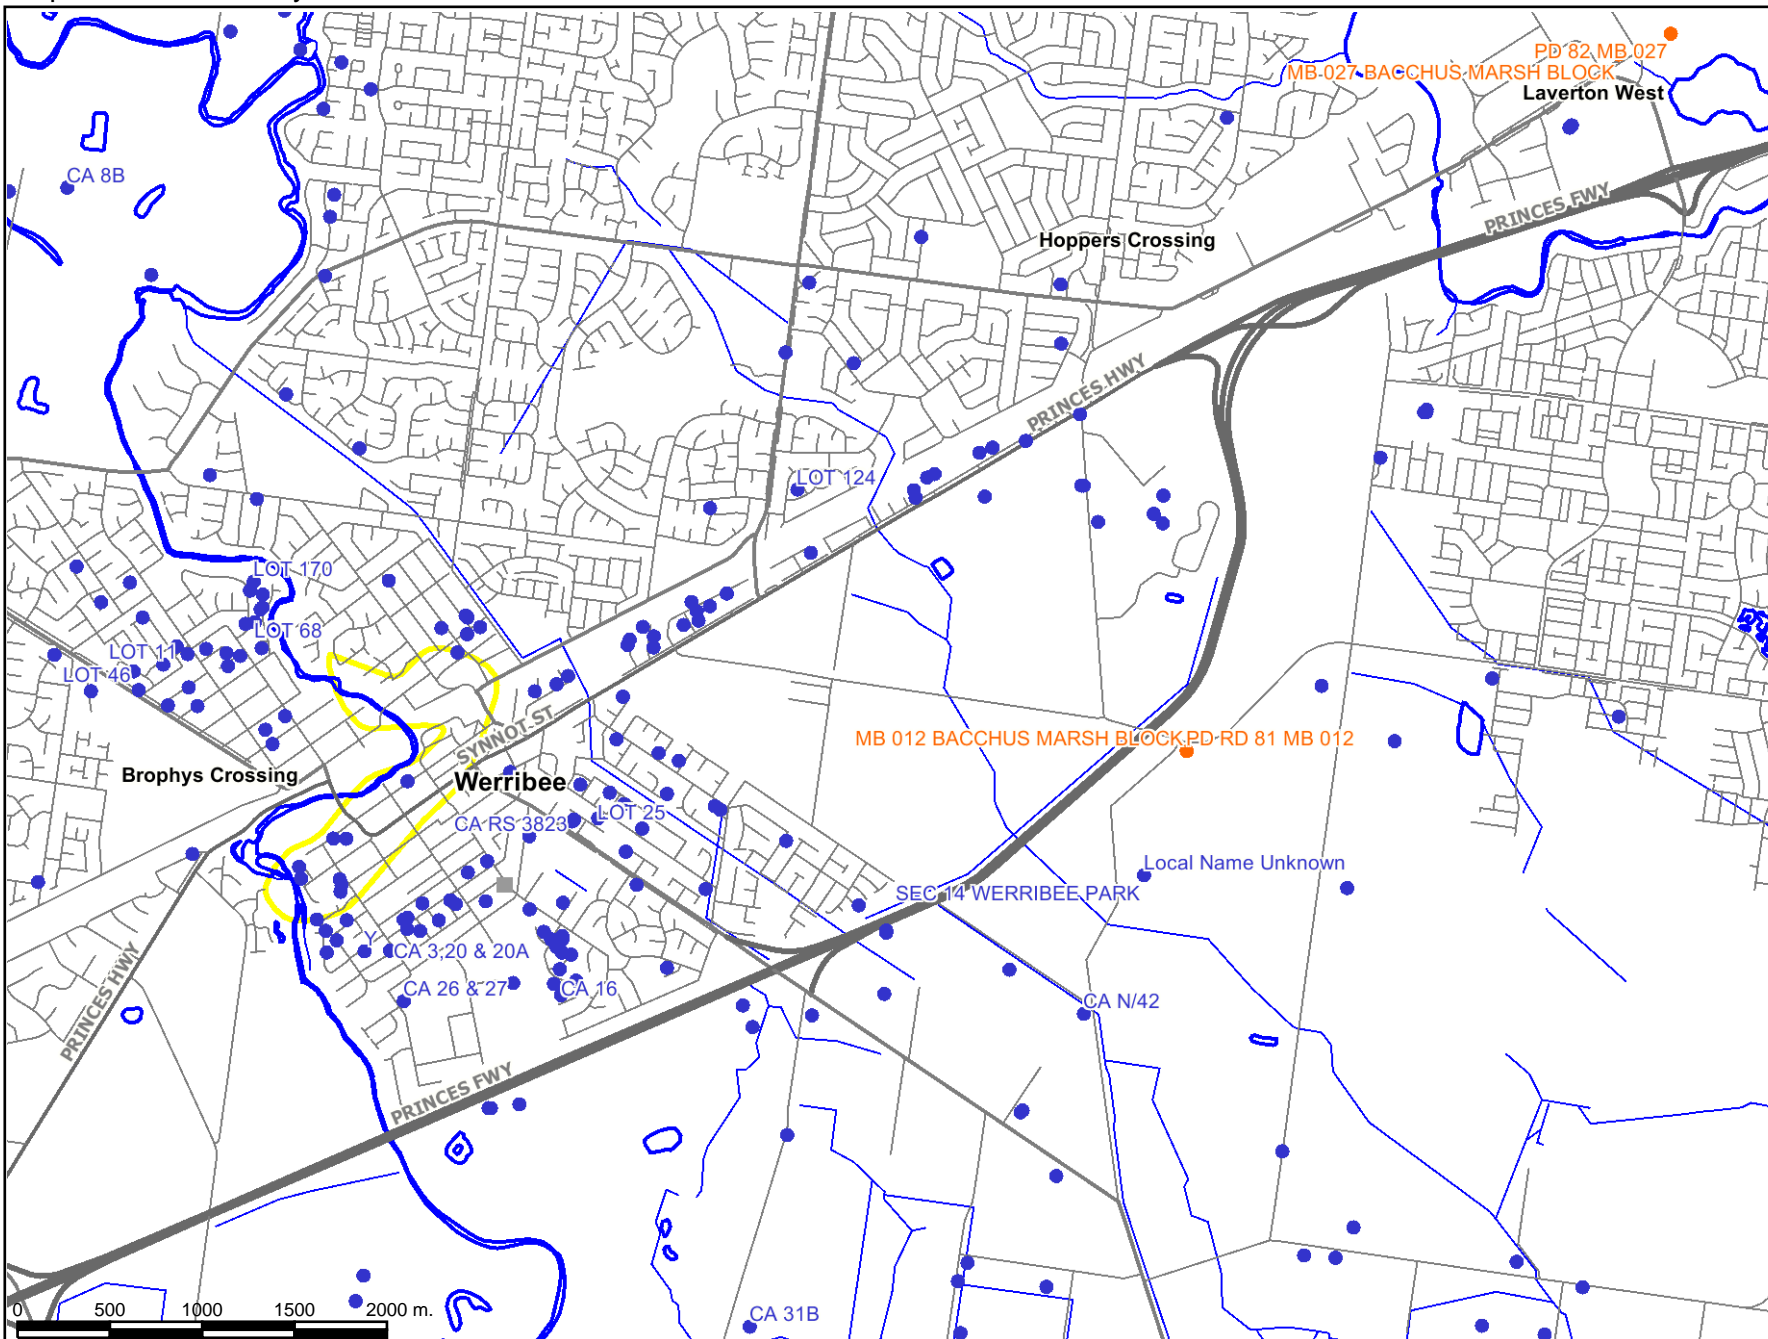 PD 82 MB 027
MB 027 BACCHUS MARSH BLOCK
Laverton West
CA 8B
PRINCES FWY
Hoppers Crossing
PRINCES HWY
LOT 124
LOT 170
LOT 68
LOT 11
LOT 46
SYNNOT ST
MB 012 BACCHUS MARSH BLOCK PD-RD 81 MB 012
Brophys Crossing
Werribee
LOT 25
CA RS 3823
Local Name Unknown
SEC 14 WERRIBEE PARK
Y
CA 3,20 & 20A
CA 26 & 27
CA 16
CA N/42
PRINCES HWY
PRINCES FWY
0 500 1000 1500 2000 m.
CA 31B